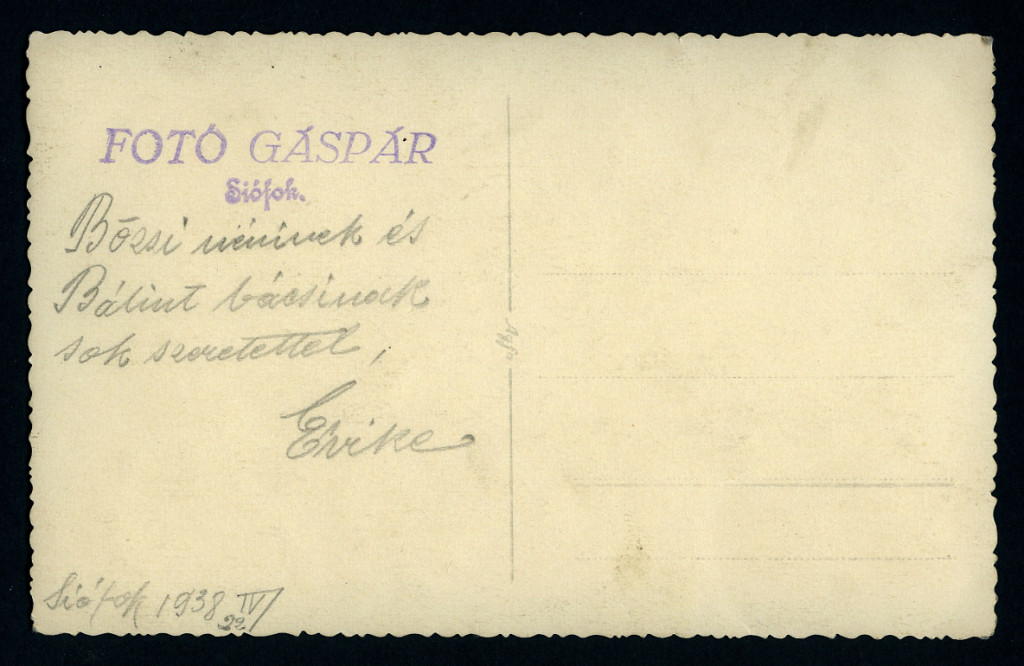 FOTÓ GÁSPÁR
Siófok.
Bözsi néninek és
Bálint bácsinak
sok szeretettel,
Evike
Siófok 1938 IV/22